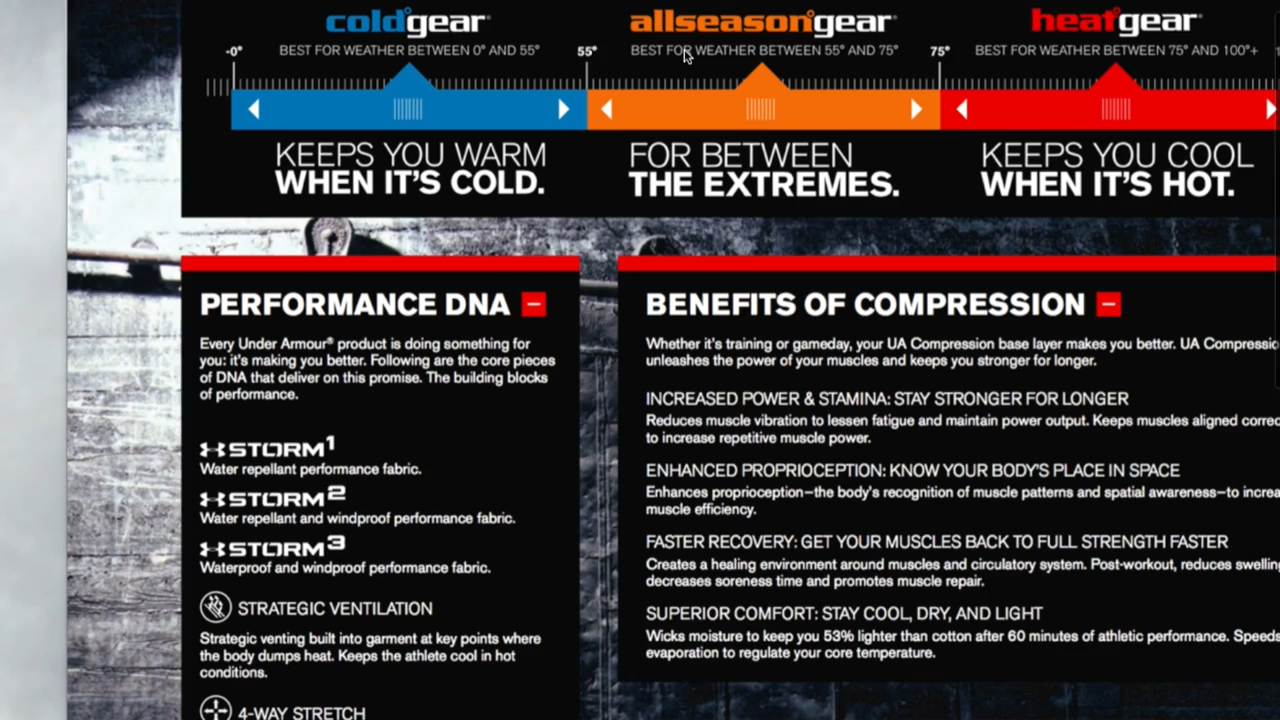 coldgear®
allseasongear®
heatgear®
-0°
BEST FOR WEATHER BETWEEN 0° AND 55°
55°
BEST FOR WEATHER BETWEEN 55° AND 75°
75°
BEST FOR WEATHER BETWEEN 75° AND 100°+
KEEPS YOU WARM
WHEN IT'S COLD.
FOR BETWEEN
THE EXTREMES.
KEEPS YOU COOL
WHEN IT'S HOT.
PERFORMANCE DNA
Every Under Armour® product is doing something for
you: it's making you better. Following are the core pieces
of DNA that deliver on this promise. The building blocks
of performance.
STORM1
Water repellant performance fabric.
STORM2
Water repellant and windproof performance fabric.
STORM3
Waterproof and windproof performance fabric.
STRATEGIC VENTILATION
Strategic venting built into garment at key points where
the body dumps heat. Keeps the athlete cool in hot
conditions.
4-WAY STRETCH
BENEFITS OF COMPRESSION
Whether it's training or gameday, your UA Compression base layer makes you better. UA Compressio
unleashes the power of your muscles and keeps you stronger for longer.
INCREASED POWER & STAMINA: STAY STRONGER FOR LONGER
Reduces muscle vibration to lessen fatigue and maintain power output. Keeps muscles aligned correc
to increase repetitive muscle power.
ENHANCED PROPRIOCEPTION: KNOW YOUR BODY'S PLACE IN SPACE
Enhances proprioception—the body's recognition of muscle patterns and spatial awareness—to increa
muscle efficiency.
FASTER RECOVERY: GET YOUR MUSCLES BACK TO FULL STRENGTH FASTER
Creates a healing environment around muscles and circulatory system. Post-workout, reduces swelling
decreases soreness time and promotes muscle repair.
SUPERIOR COMFORT: STAY COOL, DRY, AND LIGHT
Wicks moisture to keep you 53% lighter than cotton after 60 minutes of athletic performance. Speeds
evaporation to regulate your core temperature.